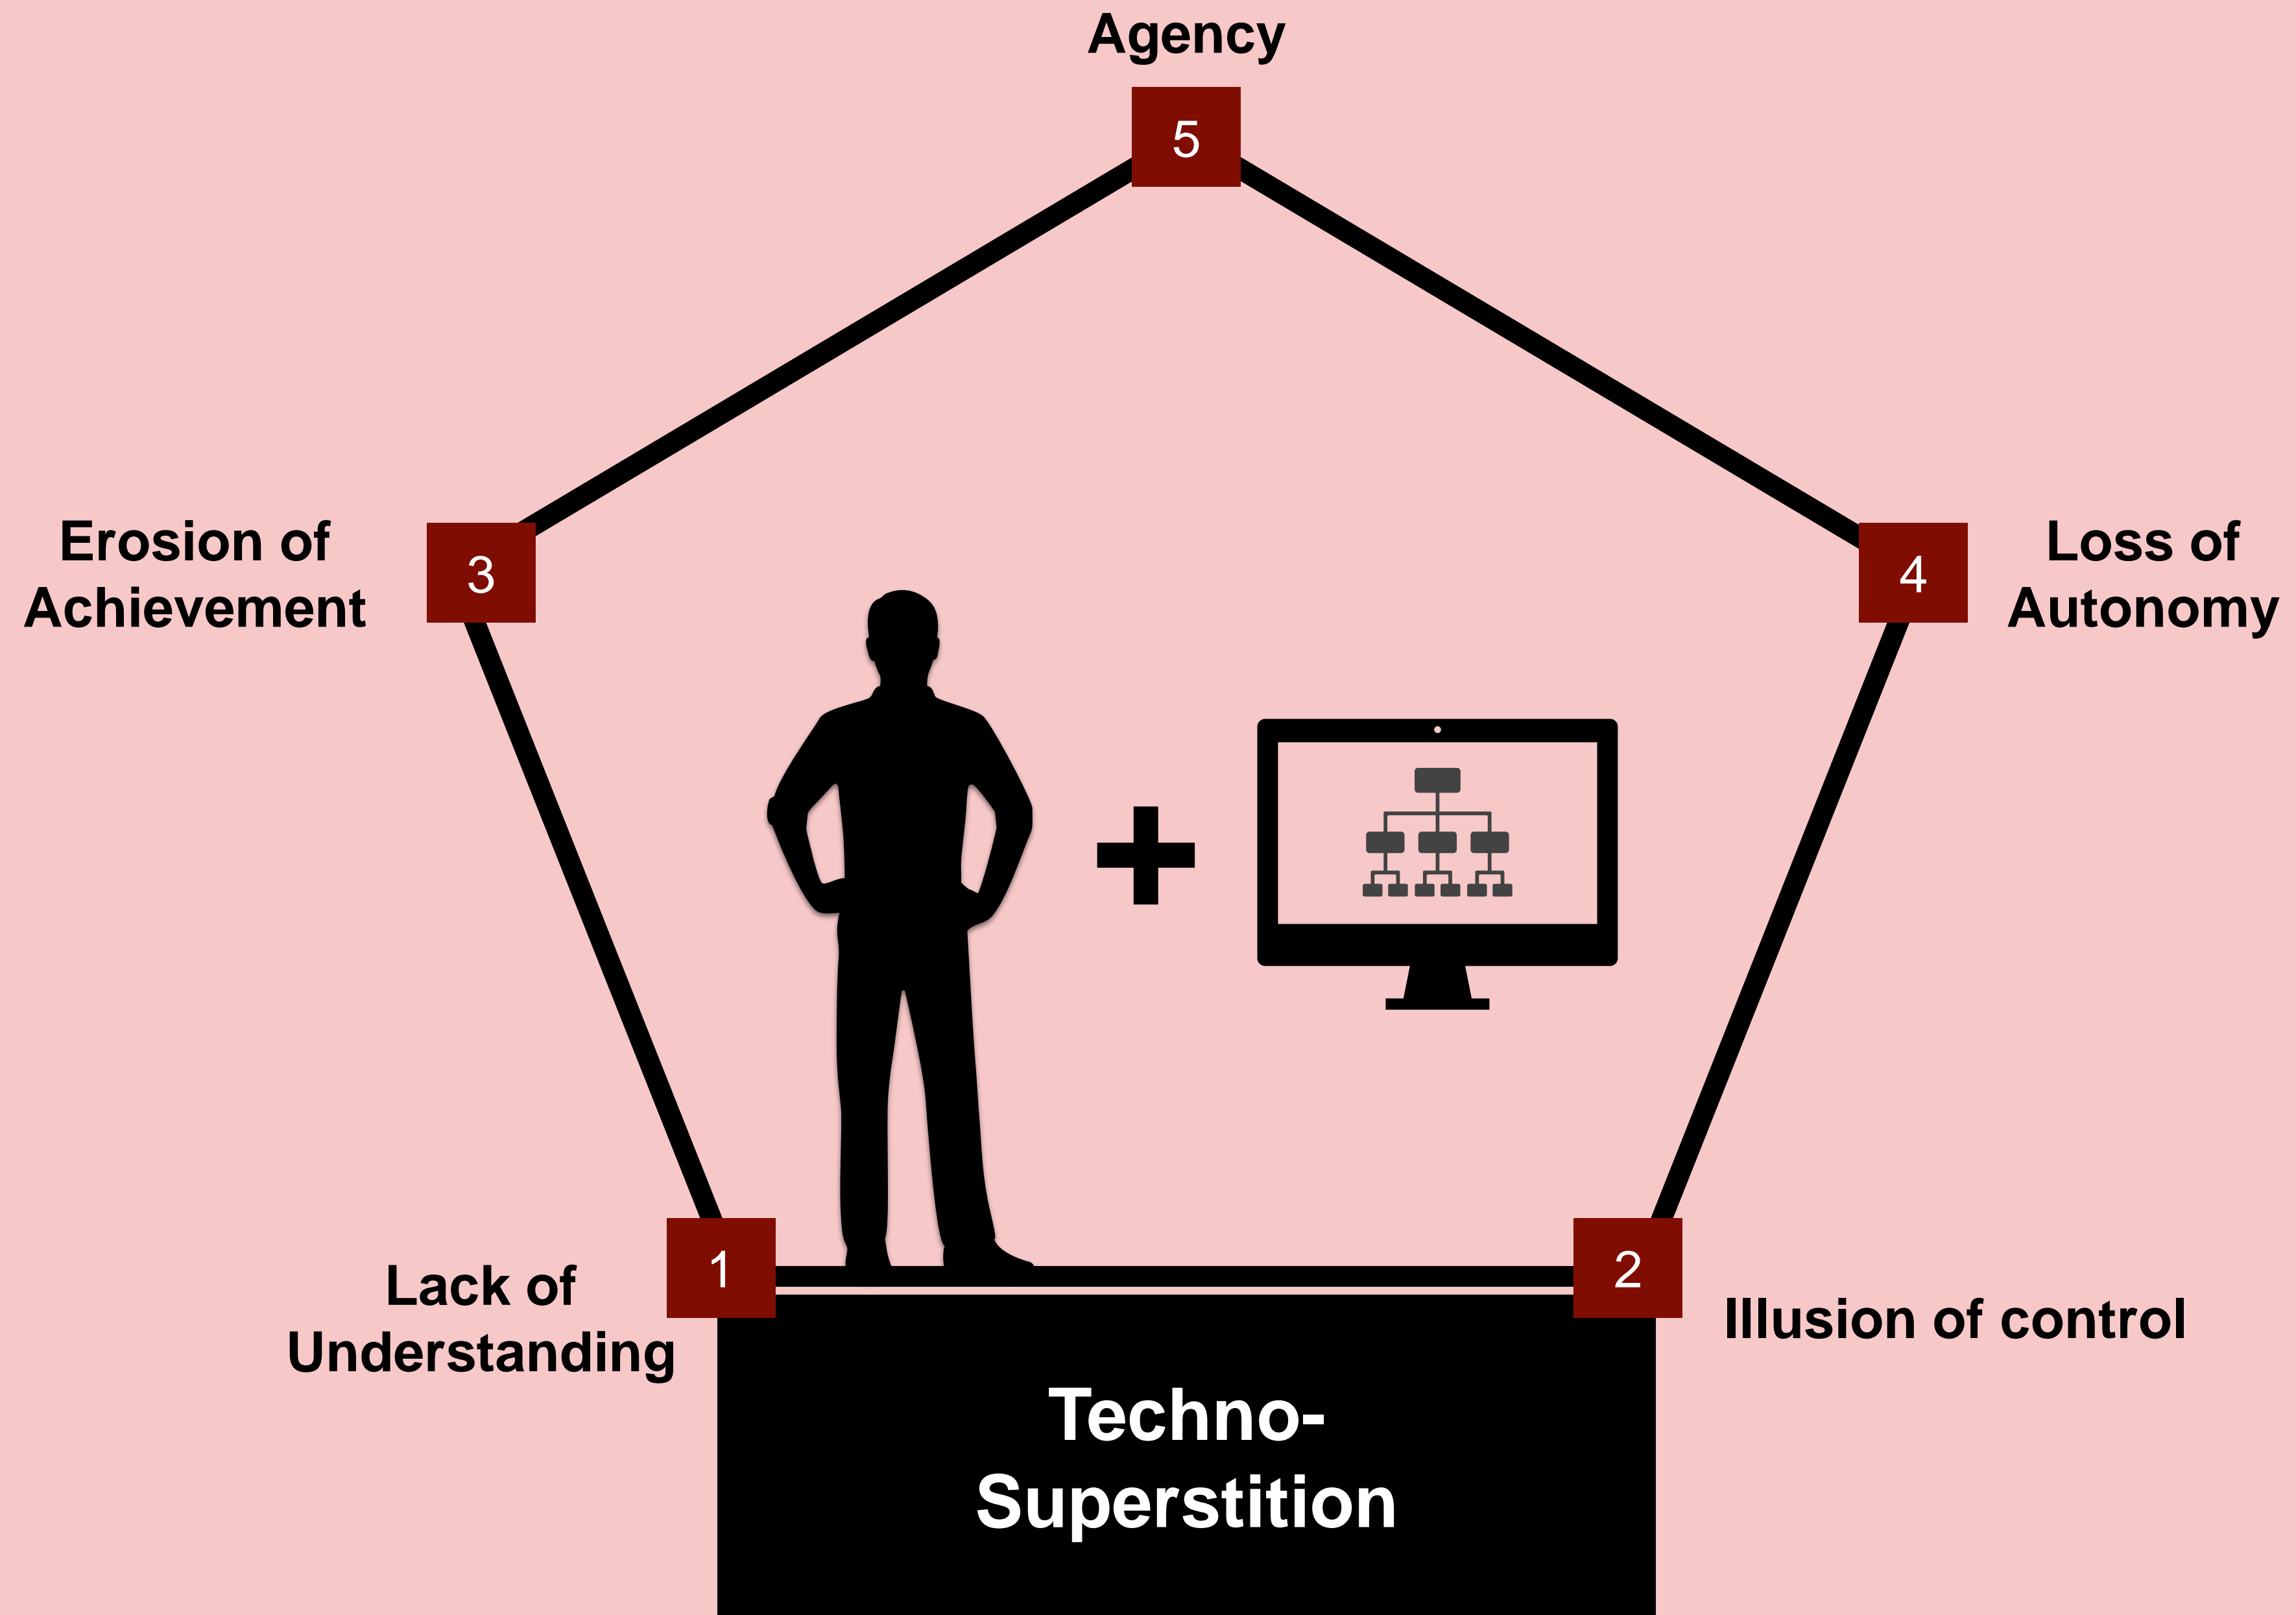 Agency
5
Erosion of
Achievement
3
4
Loss of
Autonomy
1
2
Lack of
Understanding
Illusion of control
Techno-
Superstition